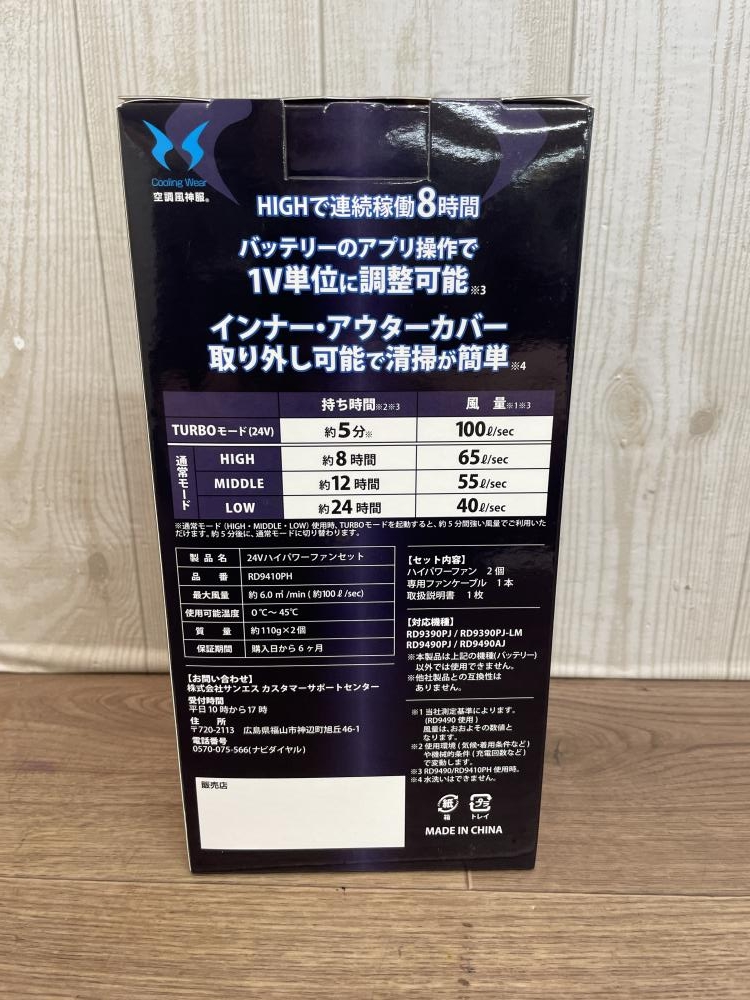 Cooling Wear
空調風神服®
HIGHで連続稼働8時間
バッテリーのアプリ操作で
1V単位に調整可能※3
インナー・アウターカバー
取り外し可能で清掃が簡単※4
持ち時間※2※3 風量※1※3
TURBOモード(24V) 約5分※ 100ℓ/sec
通常モード
HIGH 約8時間 65ℓ/sec
MIDDLE 約12時間 55ℓ/sec
LOW 約24時間 40ℓ/sec
※通常モード（HIGH・MIDDLE・LOW）使用時、TURBOモードを起動すると、約5分間強い風量でご利用いた
だけます。約5分後に、通常モードに切り替わります。
製品名 24Vハイパワーファンセット
品番 RD9410PH
最大風量 約6.0㎥/min (約100ℓ/sec)
使用可能温度 0℃～45℃
質量 約110g×2個
保証期間 購入日から6ヶ月
【お問い合わせ】
株式会社サンエス カスタマーサポートセンター
受付時間
平日10時から17時
住所
〒720-2113 広島県福山市神辺町旭丘46-1
電話番号
0570-075-566(ナビダイヤル)
販売店
【セット内容】
ハイパワーファン 2個
専用ファンケーブル 1本
取扱説明書 1枚
【対応機種】
RD9390PJ / RD9390PJ-LM
RD9490PJ / RD9490AJ
※本製品は上記の機種(バッテリー)
以外では使用できません。
※他社製品との互換性は
ありません。
※1 当社測定基準によります。
(RD9490使用)
風量は、おおよその数値と
なります。
※2 使用環境(気候・着用条件など)
や機械的条件(充電回数など)
で変動します。
※3 RD9490/RD9410PH使用時。
※4 水洗いはできません。
紙 プラ
箱 トレイ
MADE IN CHINA